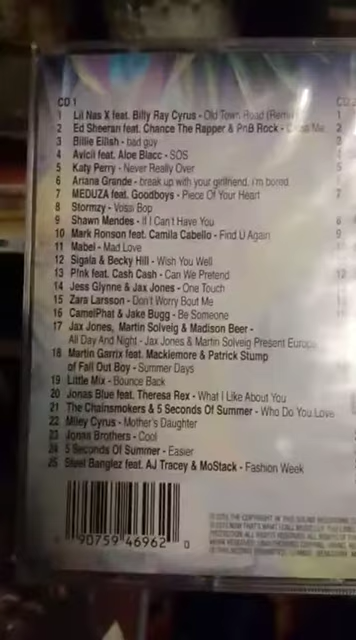 CD 1
1 Lil Nas X feat. Billy Ray Cyrus - Old Town Road (Remix
2 Ed Sheeran feat. Chance The Rapper & PnB Rock - Cross Me
3 Billie Eilish - bad guy
4 Avicii feat. Aloe Blacc - SOS
5 Katy Perry - Never Really Over
6 Ariana Grande - break up with your girlfriend, i'm bored
7 MEDUZA feat. Goodboys - Piece Of Your Heart
8 Stormzy - Vossi Bop
9 Shawn Mendes - If I Can't Have You
10 Mark Ronson feat. Camila Cabello - Find U Again
11 Mabel - Mad Love
12 Sigala & Becky Hill - Wish You Well
13 P!nk feat. Cash Cash - Can We Pretend
14 Jess Glynne & Jax Jones - One Touch
15 Zara Larsson - Don't Worry Bout Me
16 CamelPhat & Jake Bugg - Be Someone
17 Jax Jones, Martin Solveig & Madison Beer -
All Day And Night - Jax Jones & Martin Solveig Present Europa
18 Martin Garrix feat. Macklemore & Patrick Stump
of Fall Out Boy - Summer Days
19 Little Mix - Bounce Back
20 Jonas Blue feat. Theresa Rex - What I Like About You
21 The Chainsmokers & 5 Seconds Of Summer - Who Do You Love
22 Miley Cyrus - Mother's Daughter
23 Jonas Brothers - Cool
24 5 Seconds Of Summer - Easier
25 Steel Banglez feat. AJ Tracey & MoStack - Fashion Week
90759 46962 0